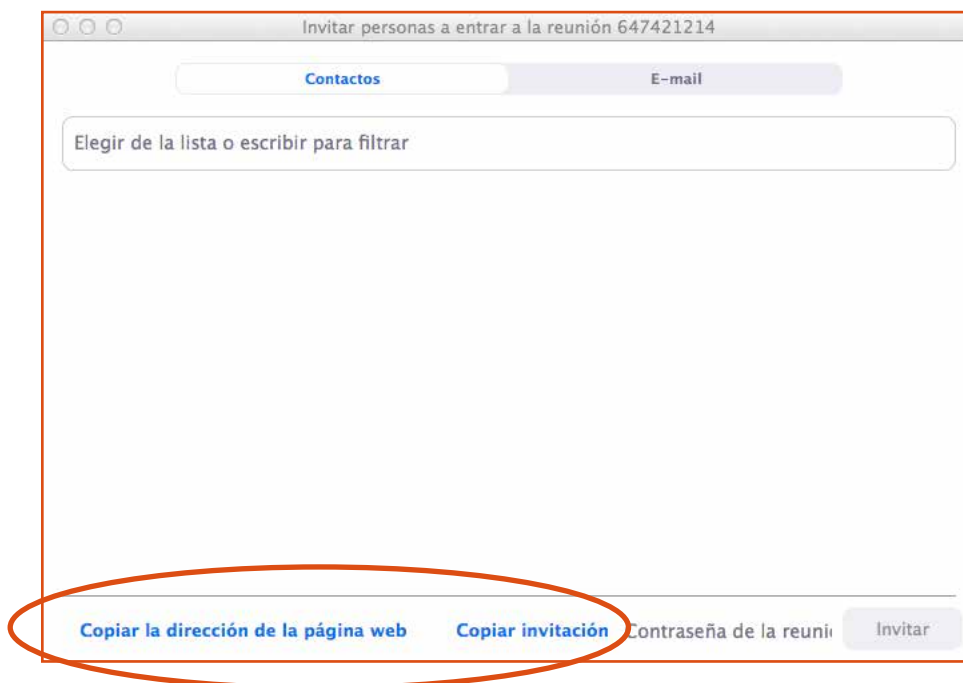 Invitar personas a entrar a la reunión 647421214
Contactos E-mail
Elegir de la lista o escribir para filtrar
Copiar la dirección de la página web Copiar invitación Contraseña de la reuni Invitar